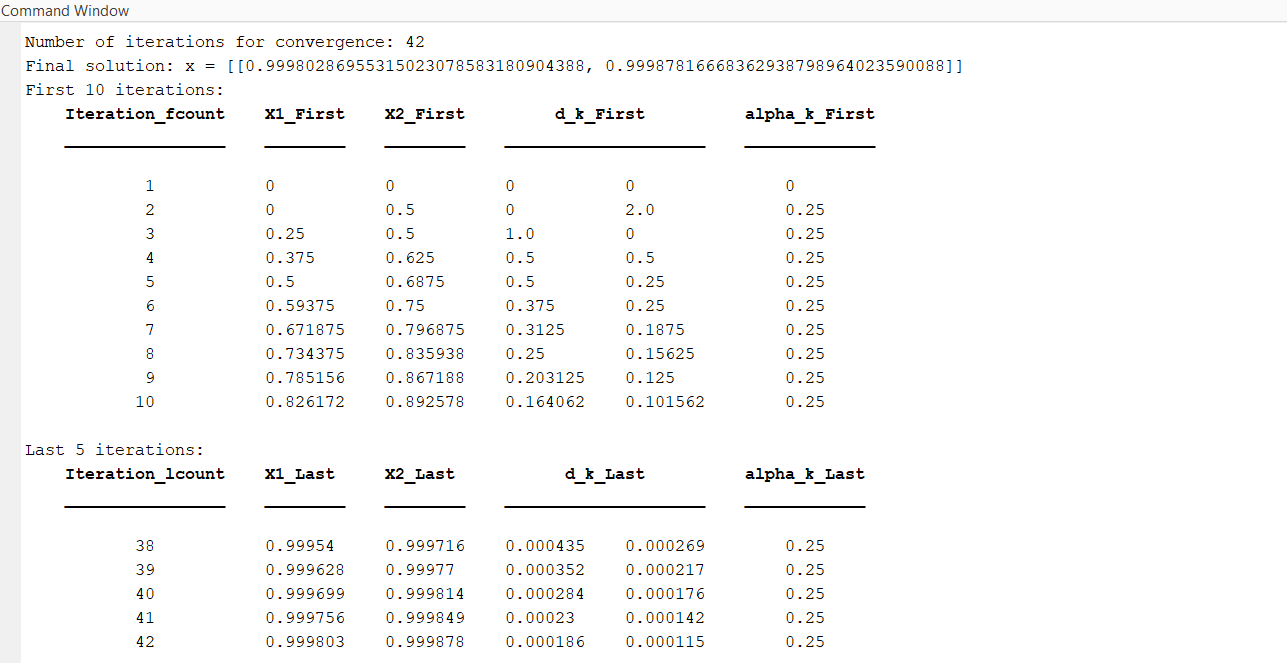 Command Window
Number of iterations for convergence: 42
Final solution: x = [[0.99980286955315023078583180904388, 0.99987816668362938798964023590088]]
First 10 iterations:
Iteration_fcount X1_First X2_First d_k_First alpha_k_First
1 0 0 0 0 0
2 0 0.5 0 2.0 0.25
3 0.25 0.5 1.0 0 0.25
4 0.375 0.625 0.5 0.5 0.25
5 0.5 0.6875 0.5 0.25 0.25
6 0.59375 0.75 0.375 0.25 0.25
7 0.671875 0.796875 0.3125 0.1875 0.25
8 0.734375 0.835938 0.25 0.15625 0.25
9 0.785156 0.867188 0.203125 0.125 0.25
10 0.826172 0.892578 0.164062 0.101562 0.25
Last 5 iterations:
Iteration_lcount X1_Last X2_Last d_k_Last alpha_k_Last
38 0.99954 0.999716 0.000435 0.000269 0.25
39 0.999628 0.99977 0.000352 0.000217 0.25
40 0.999699 0.999814 0.000284 0.000176 0.25
41 0.999756 0.999849 0.00023 0.000142 0.25
42 0.999803 0.999878 0.000186 0.000115 0.25